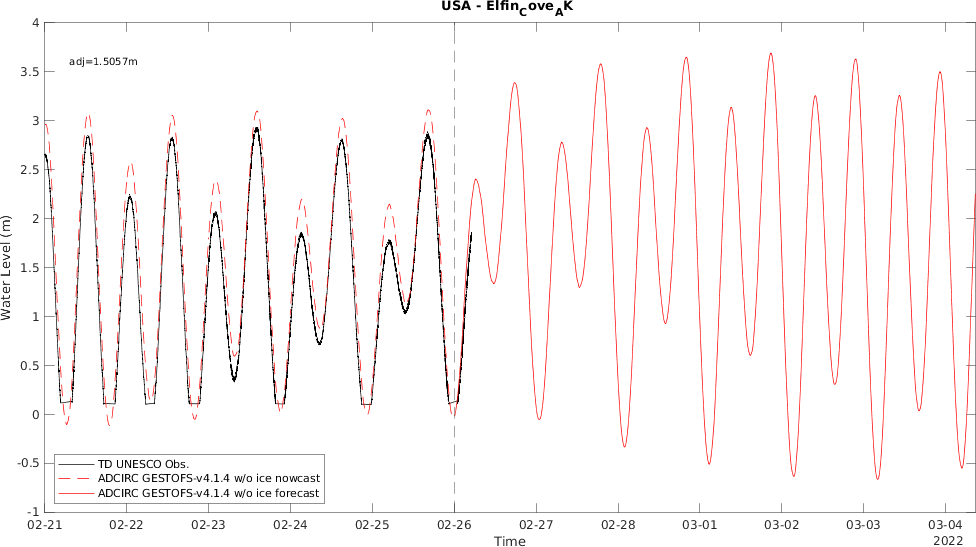 USA - Elfin_Cove_AK
4
adj=1.5057m
3.5
3
2.5
2
1.5
1
0.5
0
-0.5
-1
Water Level (m)
TD UNESCO Obs.
ADCIRC GESTOFS-v4.1.4 w/o ice nowcast
ADCIRC GESTOFS-v4.1.4 w/o ice forecast
02-21 02-22 02-23 02-24 02-25 02-26 02-27 02-28 03-01 03-02 03-03 03-04
Time
2022